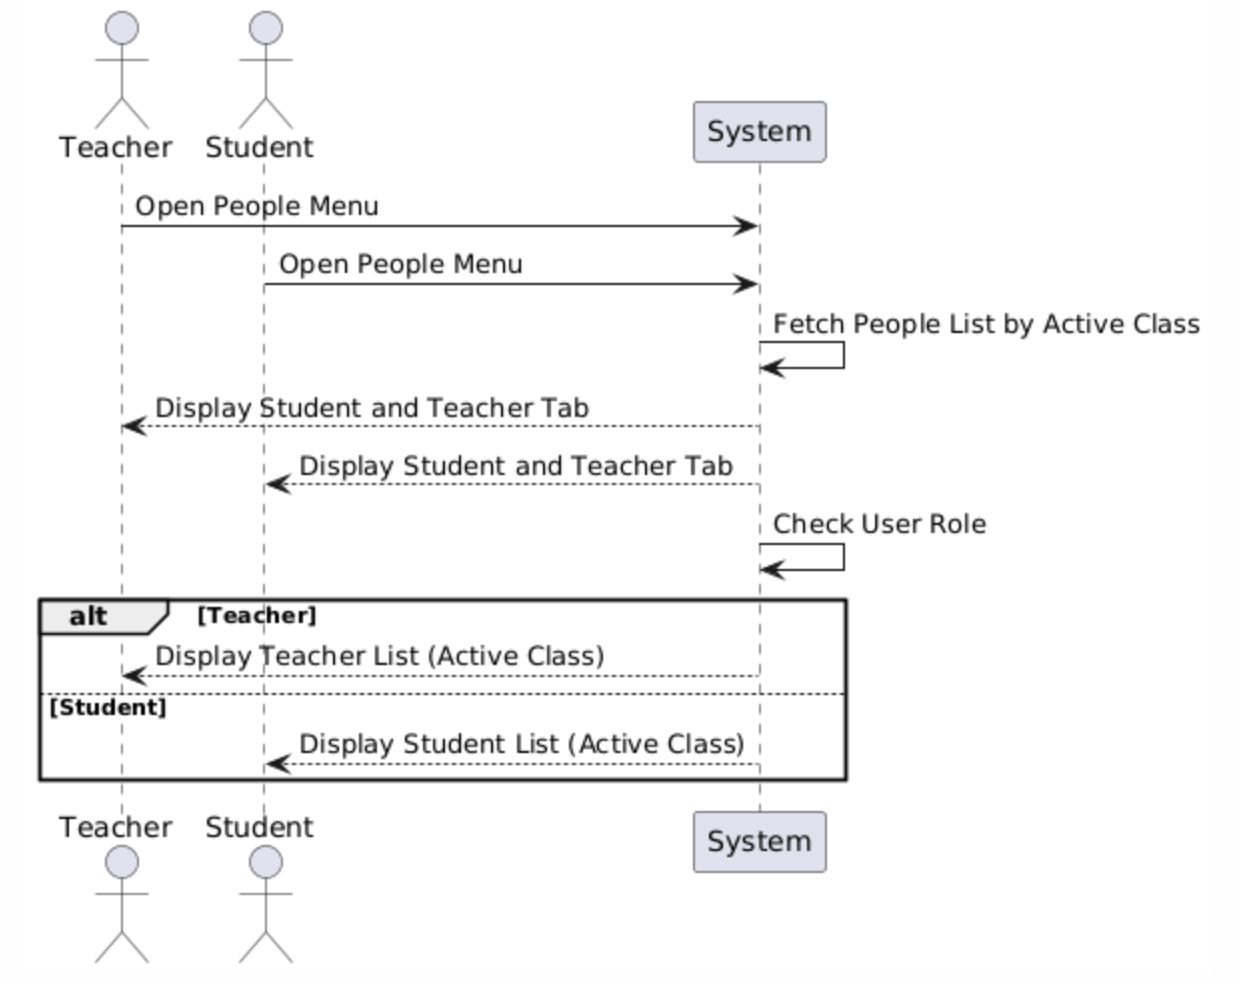 Teacher
Student
System
Open People Menu
Open People Menu
Fetch People List by Active Class
Display Student and Teacher Tab
Display Student and Teacher Tab
Check User Role
alt
[Teacher]
Display Teacher List (Active Class)
[Student]
Display Student List (Active Class)
Teacher
Student
System